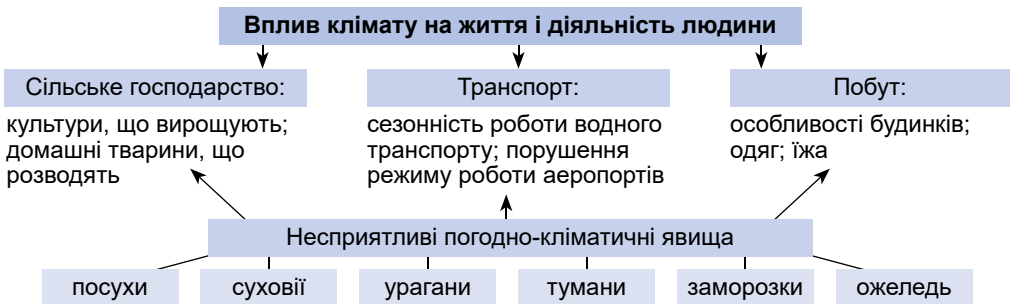 Вплив клімату на життя і діяльність людини
Сільське господарство:
культури, що вирощують;
домашні тварини, що
розводять
Транспорт:
сезонність роботи водного
транспорту; порушення
режиму роботи аеропортів
Побут:
особливості будинків;
одяг; їжа
Несприятливі погодно-кліматичні явища
посухи
суховії
урагани
тумани
заморозки
ожеледь